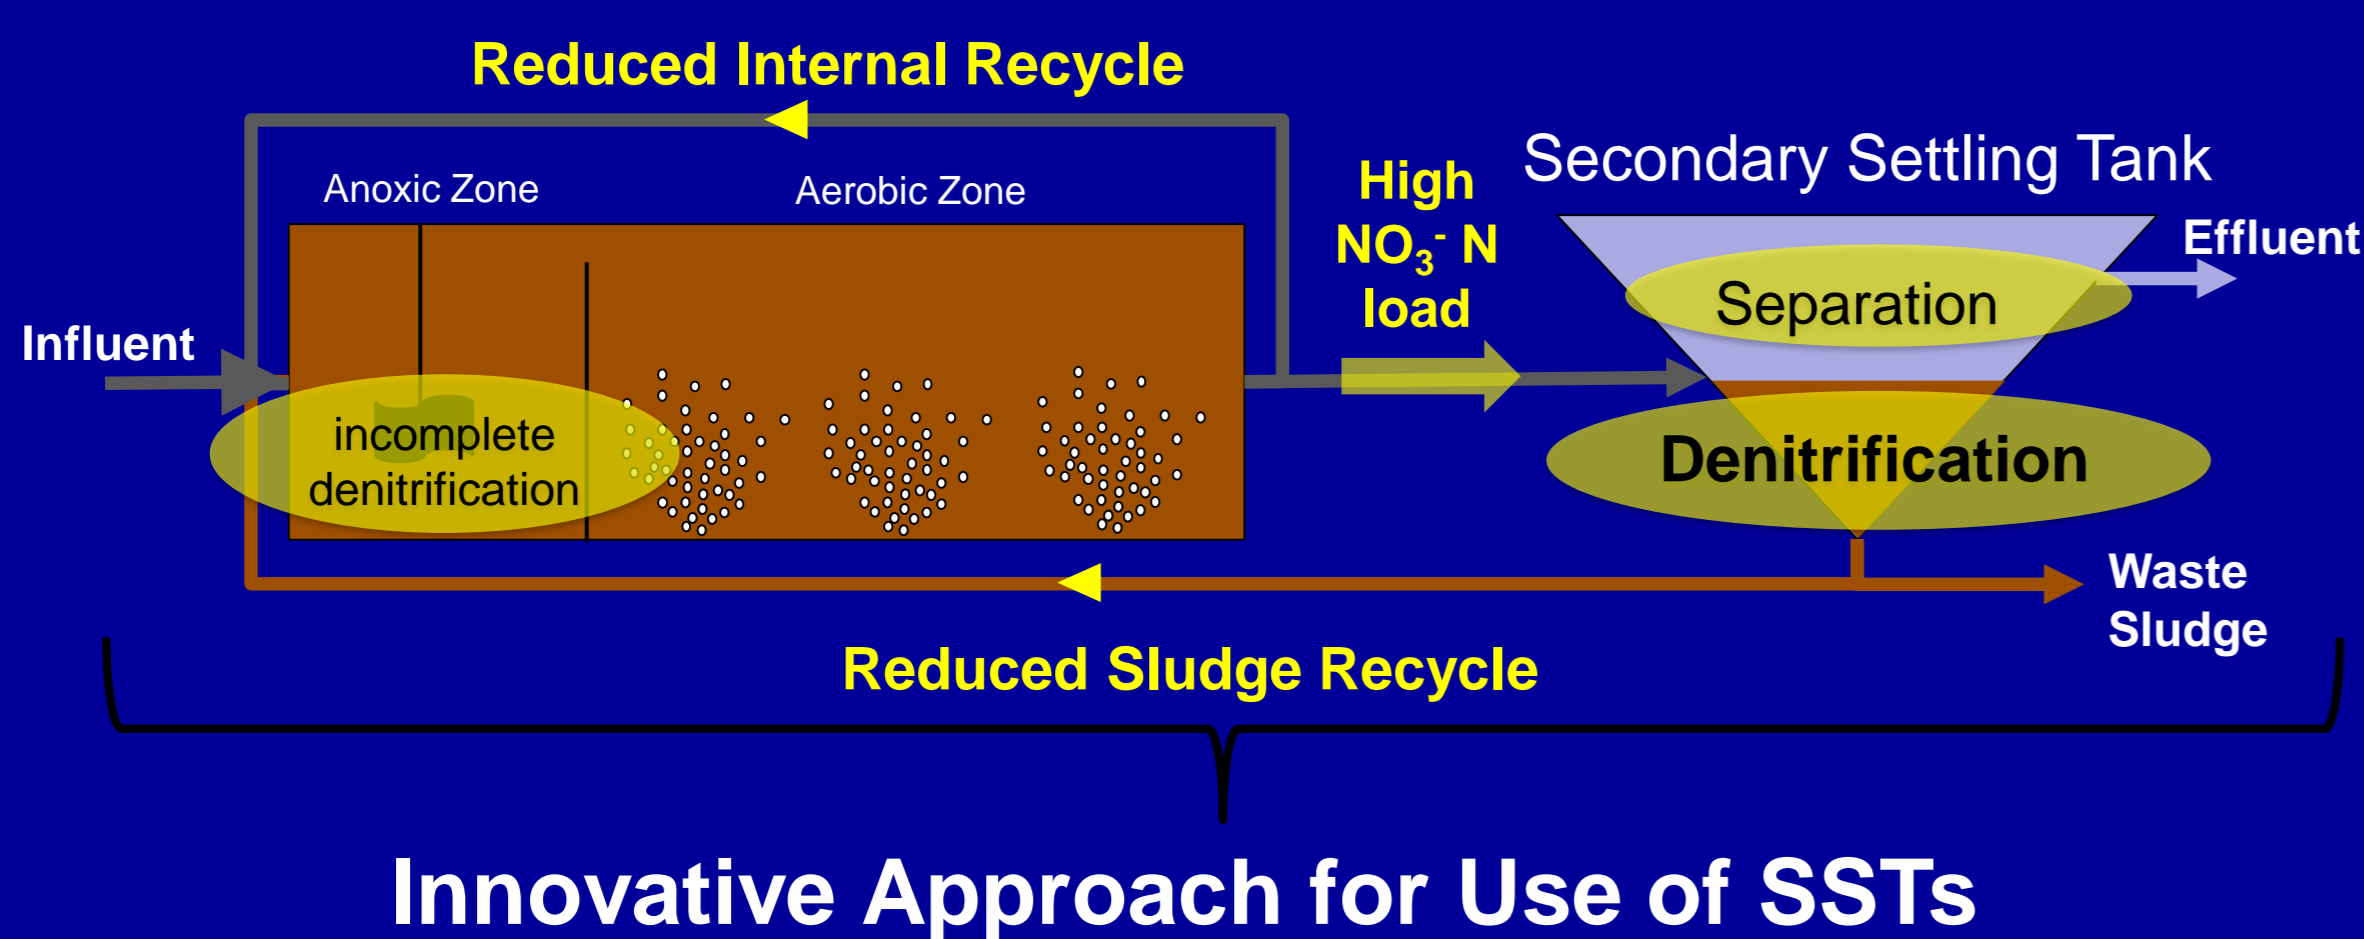 Reduced Internal Recycle
Anoxic Zone
Aerobic Zone
High
NO₃⁻ N
load
Secondary Settling Tank
Effluent
Separation
Influent
incomplete
denitrification
Denitrification
Waste
Sludge
Reduced Sludge Recycle
Innovative Approach for Use of SSTs